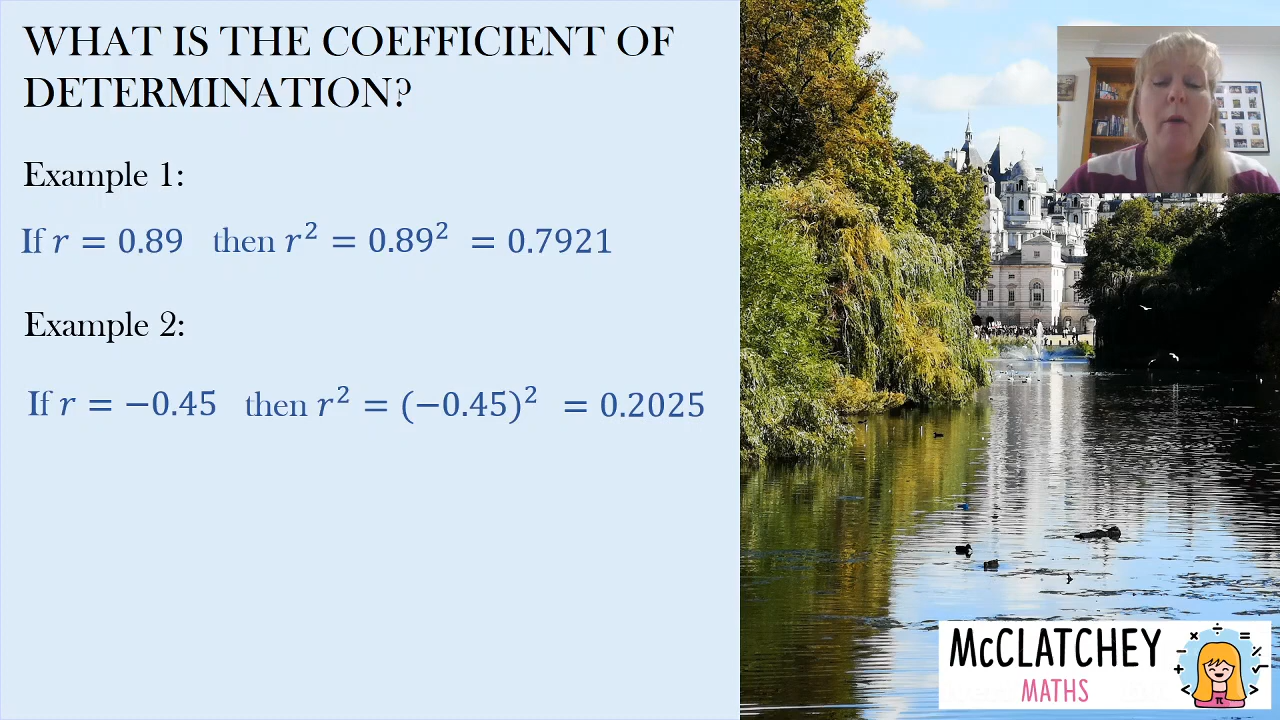 WHAT IS THE COEFFICIENT OF
DETERMINATION?
Example 1:
If r = 0.89 then r² = 0.89² = 0.7921
Example 2:
If r = −0.45 then r² = (−0.45)² = 0.2025
McCLATCHEY
MATHS